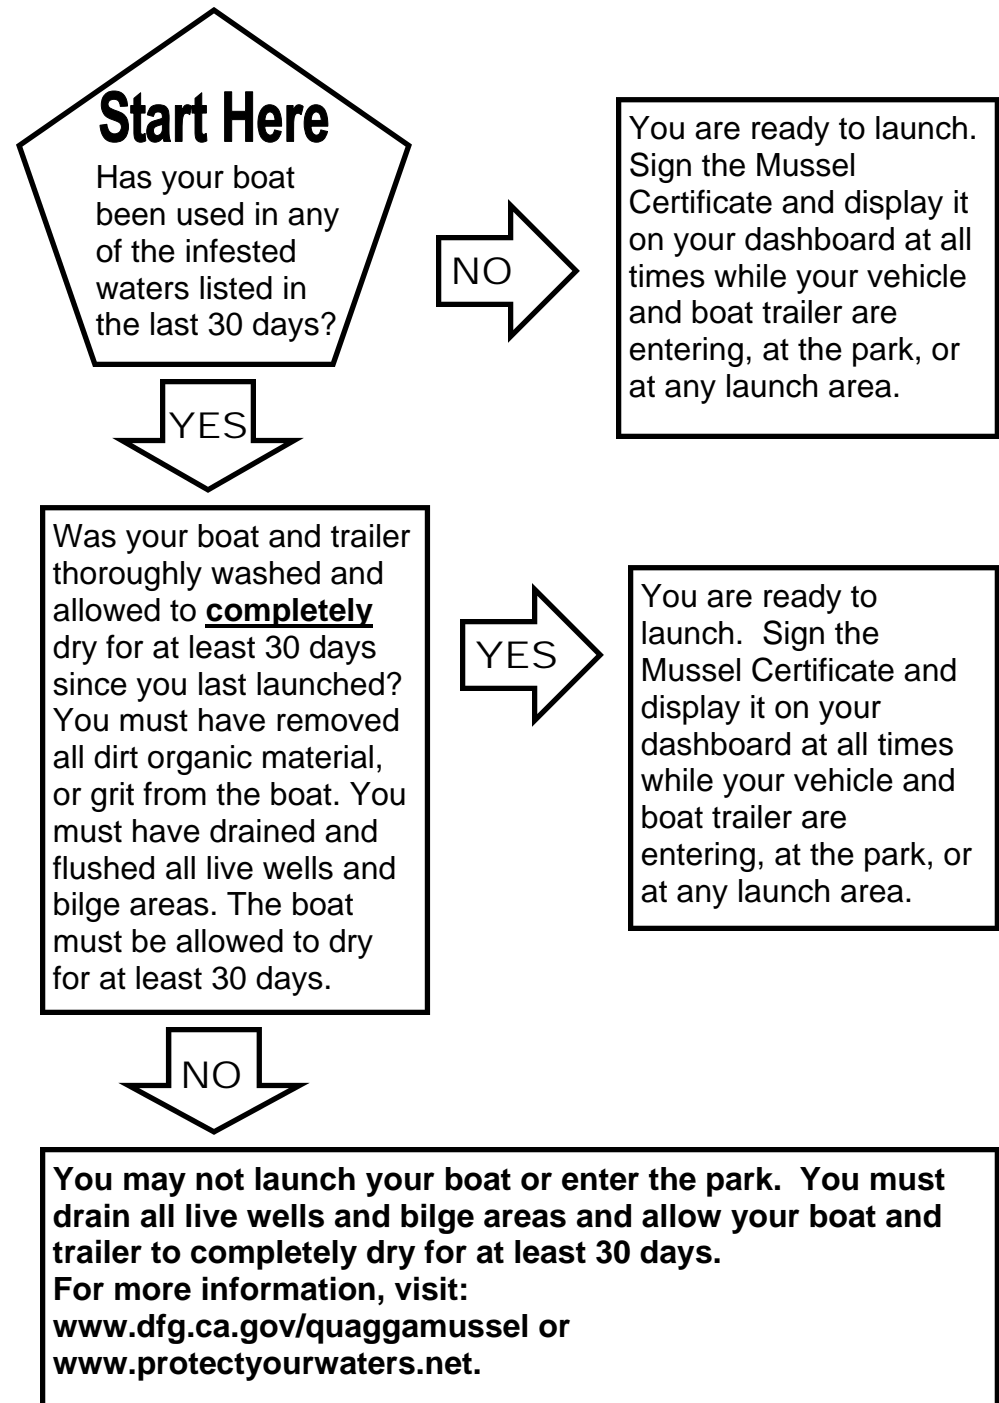 Start Here
Has your boat
been used in any
of the infested
waters listed in
the last 30 days?
NO
You are ready to launch.
Sign the Mussel
Certificate and display it
on your dashboard at all
times while your vehicle
and boat trailer are
entering, at the park, or
at any launch area.
YES
Was your boat and trailer
thoroughly washed and
allowed to completely
dry for at least 30 days
since you last launched?
You must have removed
all dirt organic material,
or grit from the boat. You
must have drained and
flushed all live wells and
bilge areas. The boat
must be allowed to dry
for at least 30 days.
YES
You are ready to
launch.  Sign the
Mussel Certificate and
display it on your
dashboard at all times
while your vehicle and
boat trailer are
entering, at the park, or
at any launch area.
NO
You may not launch your boat or enter the park.  You must
drain all live wells and bilge areas and allow your boat and
trailer to completely dry for at least 30 days.
For more information, visit:
www.dfg.ca.gov/quaggamussel or
www.protectyourwaters.net.